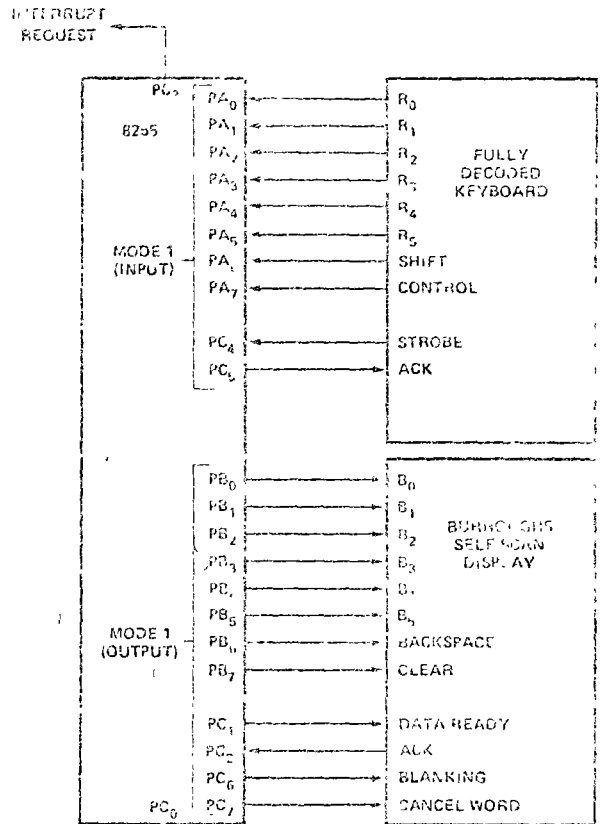 INTERRUPT
REQUEST
PC3
8255
MODE 1
(INPUT)
PA0 R0
PA1 R1
PA2 R2
PA3 R3
PA4 R4
PA5 R5
PA6 SHIFT
PA7 CONTROL
PC4 STROBE
PC5 ACK
FULLY
DECODED
KEYBOARD
MODE 1
(OUTPUT)
PB0 B0
PB1 B1
PB2 B2
PB3 B3
PB4 B4
PB5 B5
PB6 BACKSPACE
PB7 CLEAR
PC1 DATA READY
PC2 ACK
PC6 BLANKING
PC7 CANCEL WORD
PC0
BURROUGHS
SELF SCAN
DISPLAY